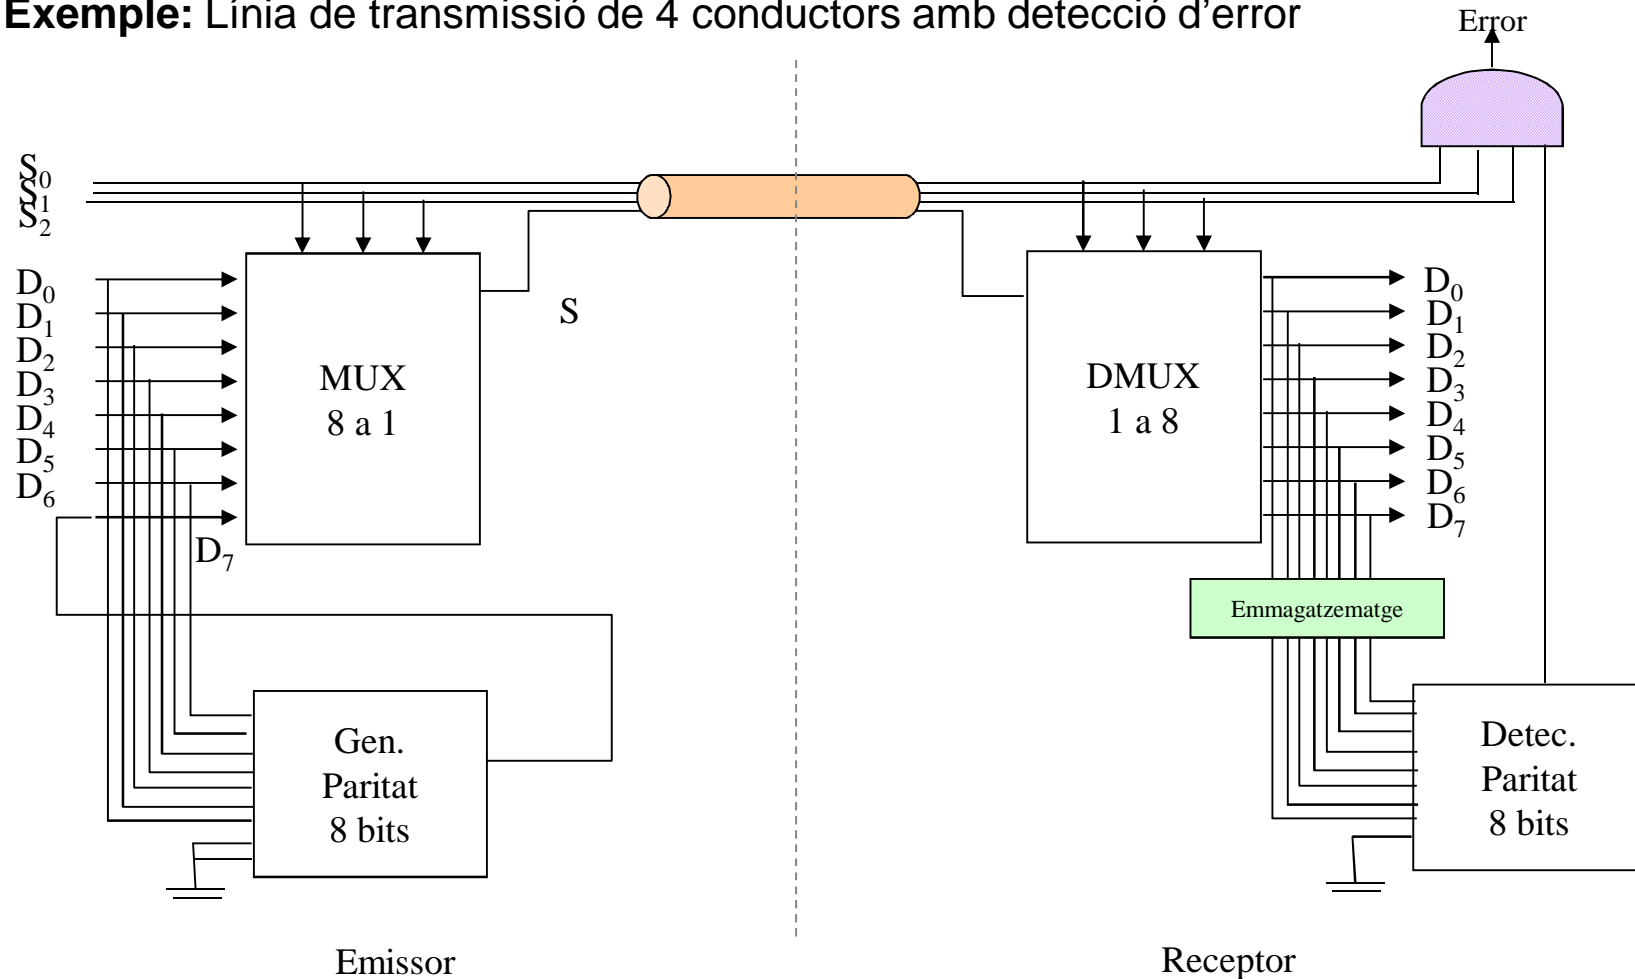 Exemple: Línia de transmissió de 4 conductors amb detecció d'error
Error
S0
S1
S2
D0
D1
D2
D3
D4
D5
D6
D7
MUX
8 a 1
S
DMUX
1 a 8
D0
D1
D2
D3
D4
D5
D6
D7
Emmagatzematge
Gen.
Paritat
8 bits
Detec.
Paritat
8 bits
Emissor
Receptor